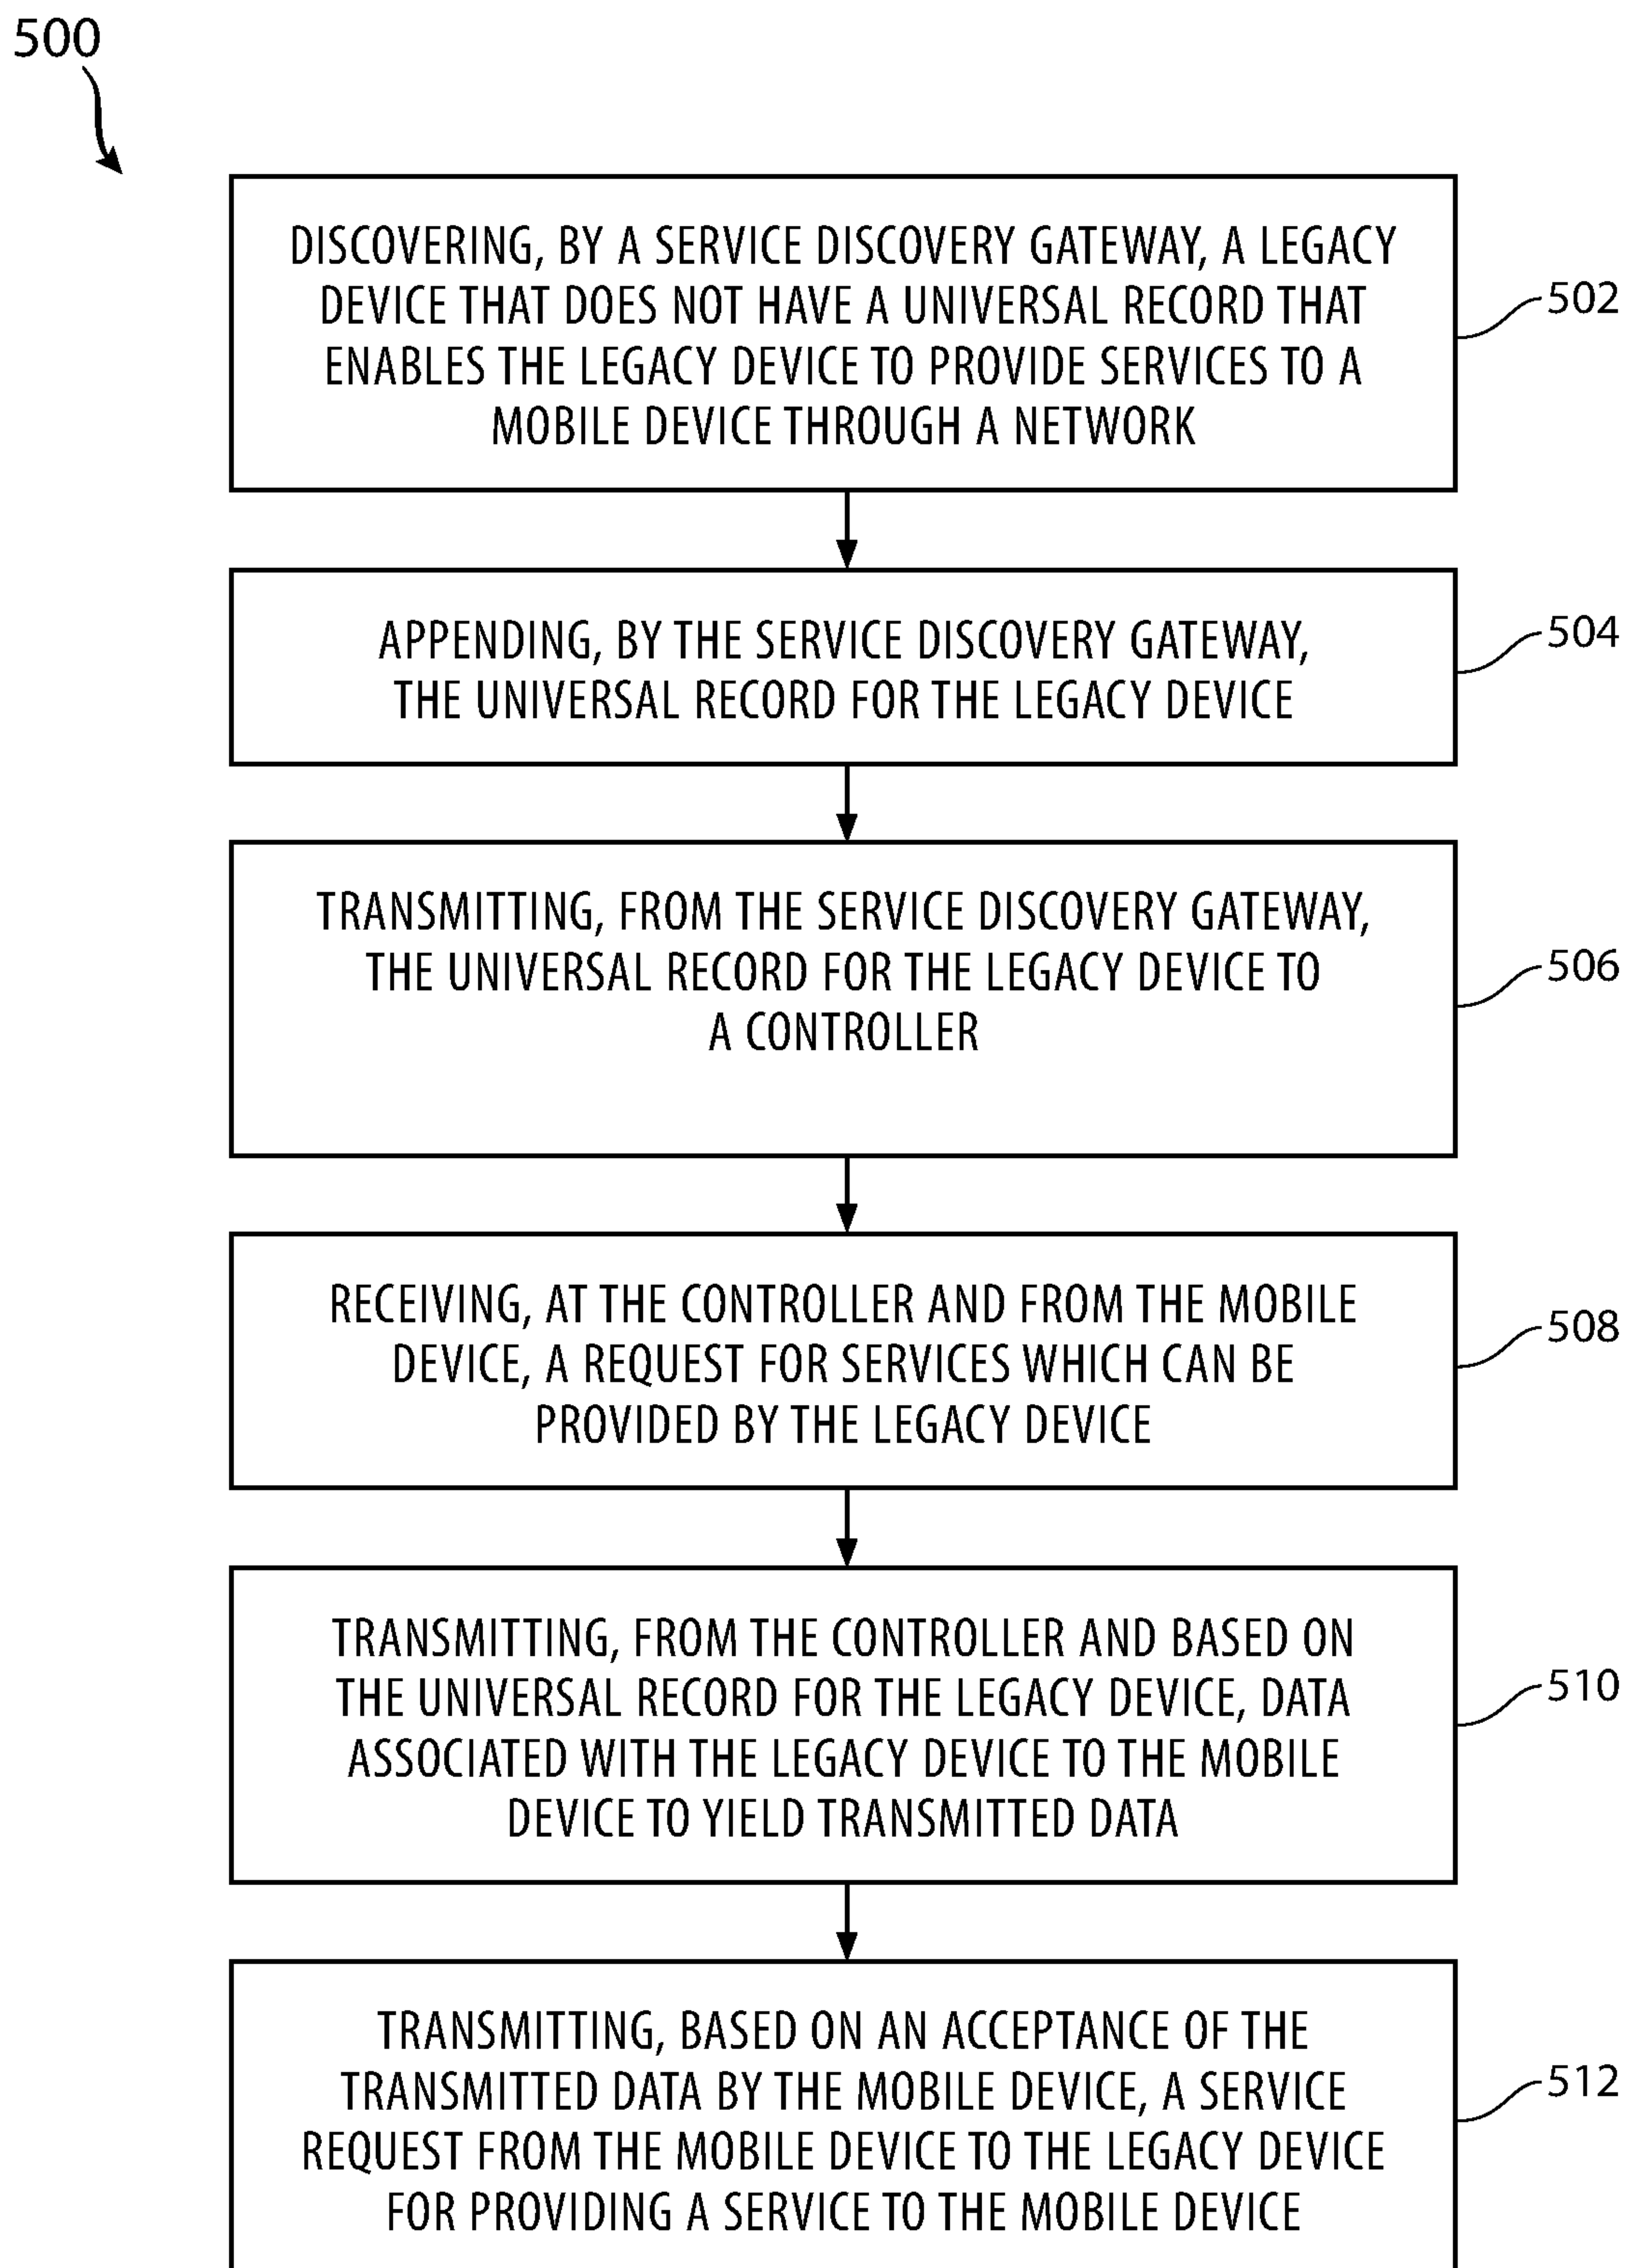 500
DISCOVERING, BY A SERVICE DISCOVERY GATEWAY, A LEGACY
DEVICE THAT DOES NOT HAVE A UNIVERSAL RECORD THAT
ENABLES THE LEGACY DEVICE TO PROVIDE SERVICES TO A
MOBILE DEVICE THROUGH A NETWORK
502
APPENDING, BY THE SERVICE DISCOVERY GATEWAY,
THE UNIVERSAL RECORD FOR THE LEGACY DEVICE
504
TRANSMITTING, FROM THE SERVICE DISCOVERY GATEWAY,
THE UNIVERSAL RECORD FOR THE LEGACY DEVICE TO
A CONTROLLER
506
RECEIVING, AT THE CONTROLLER AND FROM THE MOBILE
DEVICE, A REQUEST FOR SERVICES WHICH CAN BE
PROVIDED BY THE LEGACY DEVICE
508
TRANSMITTING, FROM THE CONTROLLER AND BASED ON
THE UNIVERSAL RECORD FOR THE LEGACY DEVICE, DATA
ASSOCIATED WITH THE LEGACY DEVICE TO THE MOBILE
DEVICE TO YIELD TRANSMITTED DATA
510
TRANSMITTING, BASED ON AN ACCEPTANCE OF THE
TRANSMITTED DATA BY THE MOBILE DEVICE, A SERVICE
REQUEST FROM THE MOBILE DEVICE TO THE LEGACY DEVICE
FOR PROVIDING A SERVICE TO THE MOBILE DEVICE
512